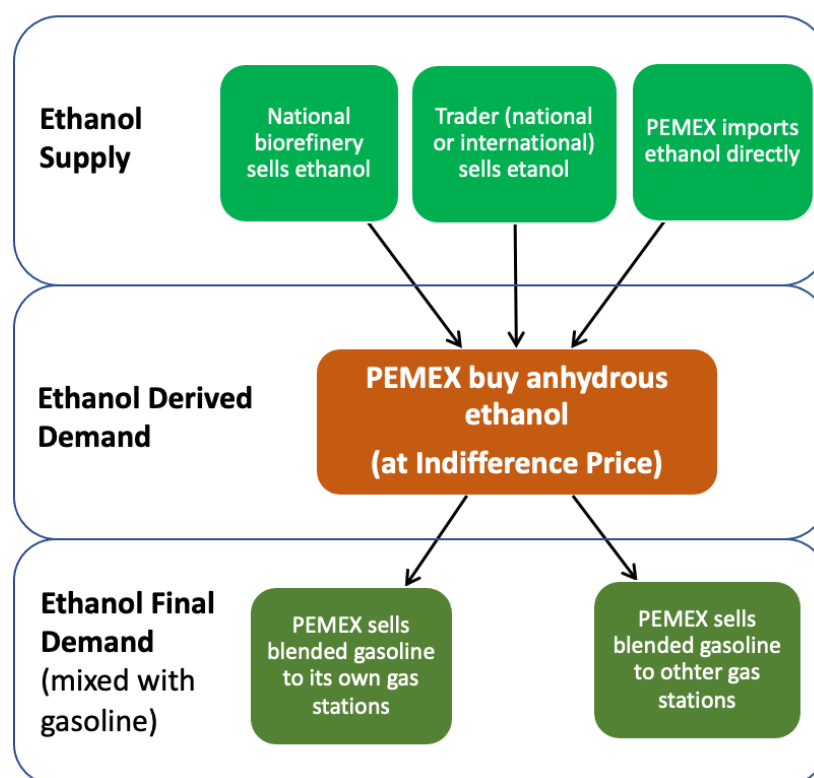 Ethanol
Supply
National
biorefinery
sells ethanol
Trader (national
or international)
sells etanol
PEMEX imports
ethanol directly
Ethanol Derived
Demand
PEMEX buy anhydrous
ethanol
(at Indifference Price)
Ethanol Final
Demand
(mixed with
gasoline)
PEMEX sells
blended gasoline
to its own gas
stations
PEMEX sells
blended gasoline
to othter gas
stations